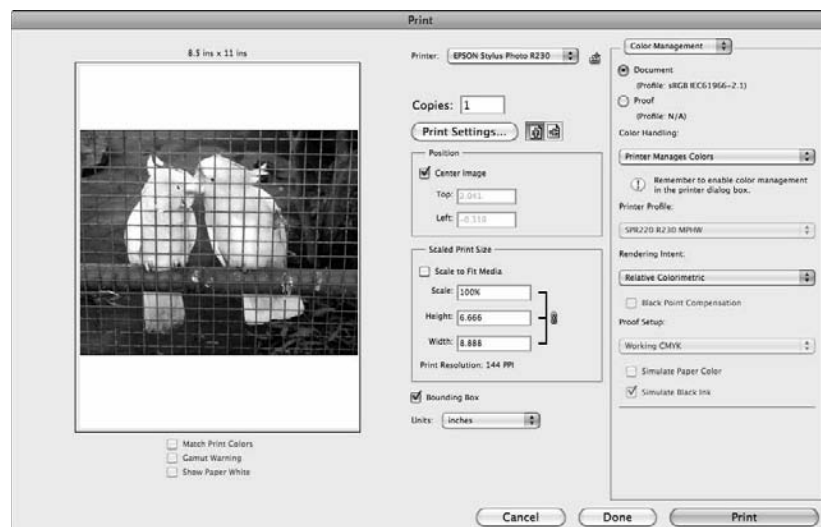 Print
8.5 ins x 11 ins
Match Print Colors
Gamut Warning
Show Paper White
Printer: EPSON Stylus Photo R230
Copies: 1
Print Settings...
Position
Center Image
Top: 2.041
Left: -0.319
Scaled Print Size
Scale to Fit Media
Scale: 100%
Height: 6.666
Width: 8.888
Print Resolution: 144 PPI
Bounding Box
Units: inches
Color Management
Document
(Profile: sRGB IEC61966-2.1)
Proof
(Profile: N/A)
Color Handling:
Printer Manages Colors
Remember to enable color management
in the printer dialog box.
Printer Profile:
SPR220 R230 MPHW
Rendering Intent:
Relative Colorimetric
Black Point Compensation
Proof Setup:
Working CMYK
Simulate Paper Color
Simulate Black Ink
Cancel
Done
Print